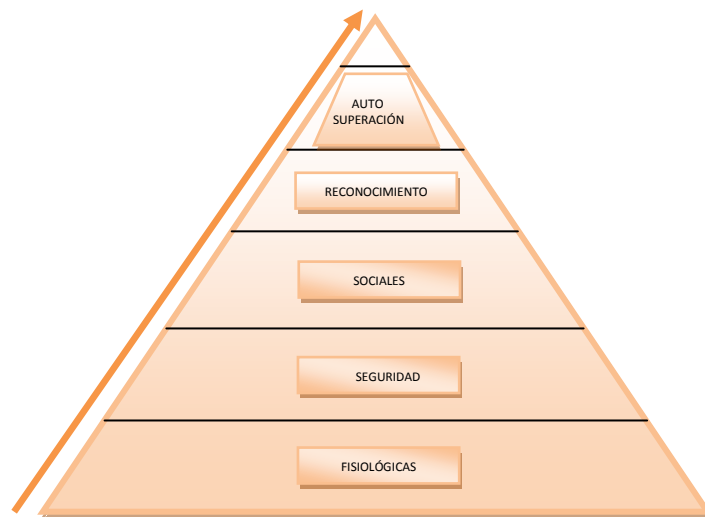 AUTO
SUPERACIÓN
RECONOCIMIENTO
SOCIALES
SEGURIDAD
FISIOLÓGICAS